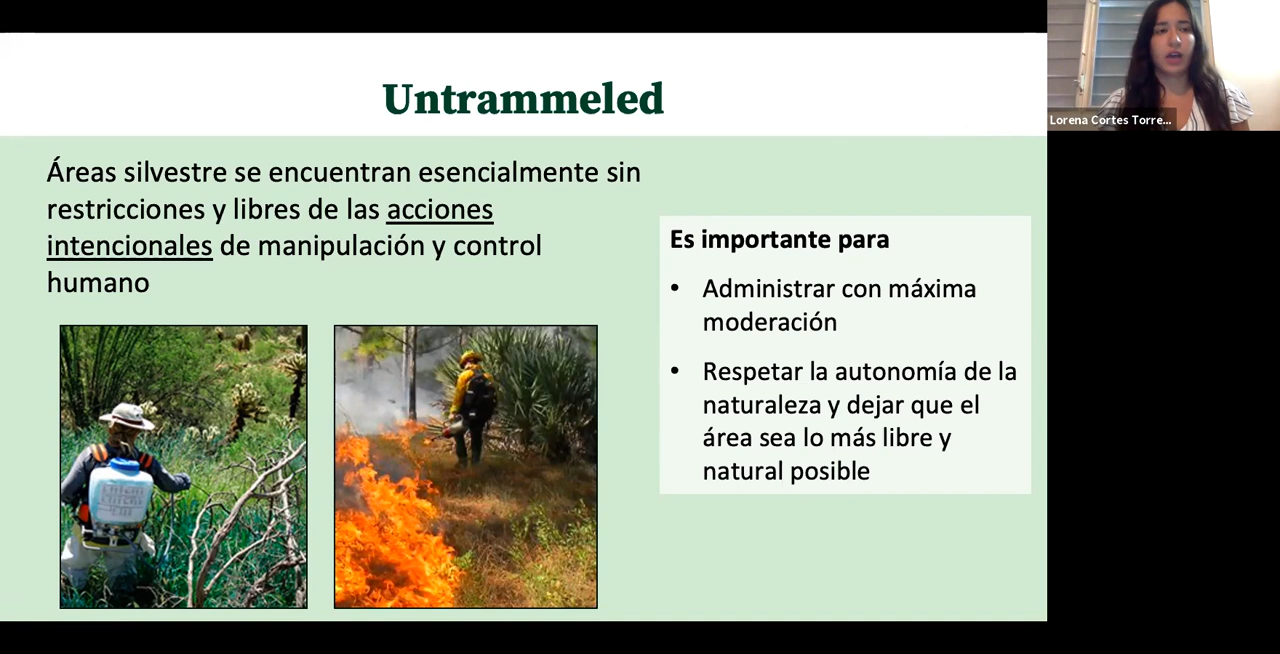 Untrammeled
Áreas silvestre se encuentran esencialmente sin
restricciones y libres de las acciones
intencionales de manipulación y control
humano
Es importante para
• Administrar con máxima
moderación
• Respetar la autonomía de la
naturaleza y dejar que el
área sea lo más libre y
natural posible
Lorena Cortes Torre...